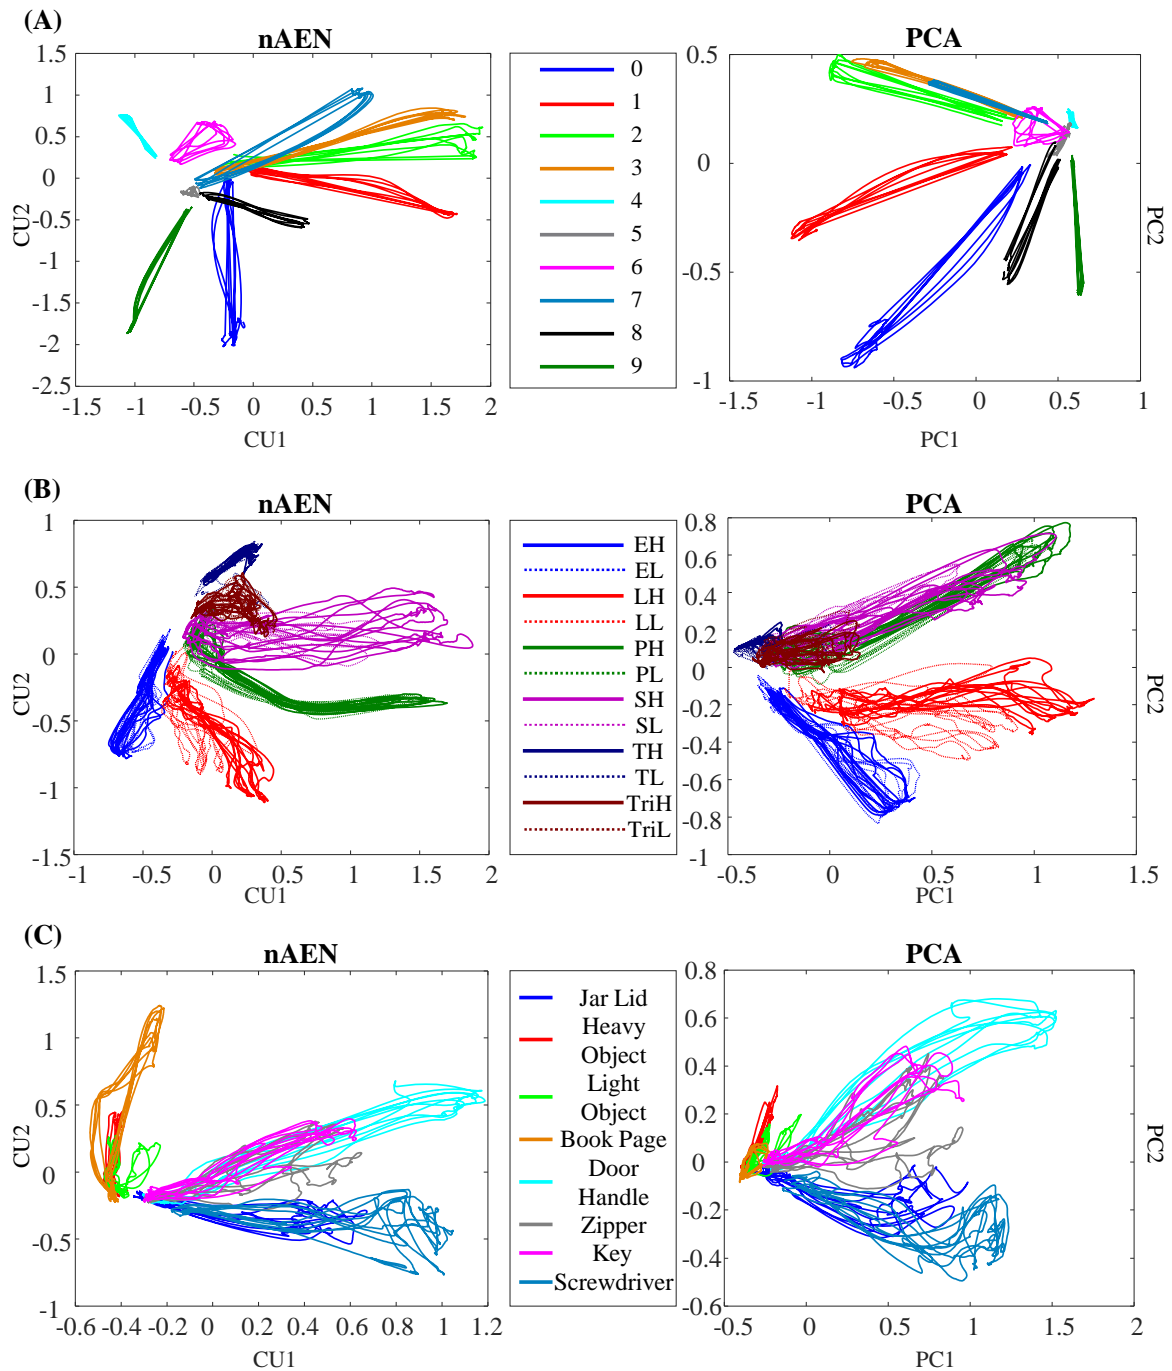 (A)
nAEN
PCA
1.5
1
0.5
0
-0.5
-1
-1.5
-2
-2.5
CU2
-1.5
-1
-0.5
0
0.5
1
1.5
2
CU1
0
1
2
3
4
5
6
7
8
9
0.5
0
-0.5
-1
PC2
-1.5
-1
-0.5
0
0.5
1
PC1
(B)
nAEN
PCA
1
0.5
0
-0.5
-1
-1.5
CU2
-1
-0.5
0
0.5
1
1.5
2
CU1
EH
EL
LH
LL
PH
PL
SH
SL
TH
TL
TriH
TriL
0.8
0.6
0.4
0.2
0
-0.2
-0.4
-0.6
-0.8
-1
PC2
-0.5
0
0.5
1
1.5
PC1
(C)
nAEN
PCA
1.5
1
0.5
0
-0.5
-1
CU2
-0.6
-0.4
-0.2
0
0.2
0.4
0.6
0.8
1
1.2
CU1
Jar Lid
Heavy
Object
Light
Object
Book Page
Door
Handle
Zipper
Key
Screwdriver
0.8
0.6
0.4
0.2
0
-0.2
-0.4
-0.6
PC2
-0.5
0
0.5
1
1.5
2
PC1